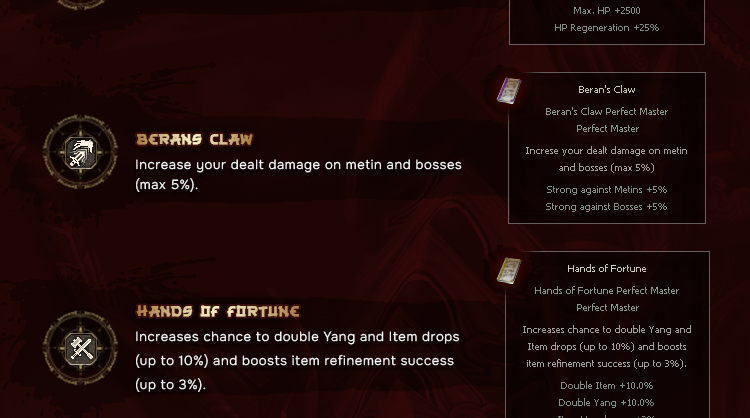 Max. HP +2500
HP Regeneration +25%
BERANS CLAW
Increase your dealt damage on metin and bosses
(max 5%).
Beran's Claw
Beran's Claw Perfect Master
Perfect Master
Increse your dealt damage on metin
and bosses (max 5%)
Strong against Metins +5%
Strong against Bosses +5%
HANDS OF FORTUNE
Increases chance to double Yang and Item drops
(up to 10%) and boosts item refinement success
(up to 3%).
Hands of Fortune
Hands of Fortune Perfect Master
Perfect Master
Increases chance to double Yang and
Item drops (up to 10%) and boosts
item refinement success (up to 3%).
Double Item +10.0%
Double Yang +10.0%